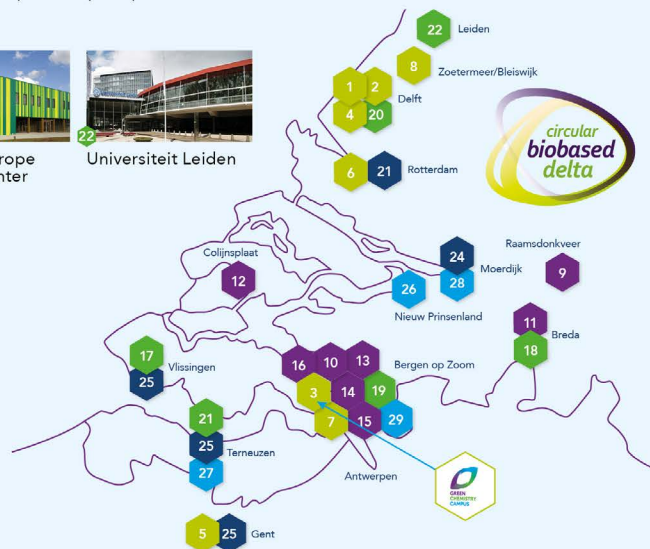 22 Leiden
8 Zoetermeer/Bleiswijk
1 2
Delft
4 20
22
rope
nter
Universiteit Leiden
circular
biobased
delta
6 21 Rotterdam
Colijnsplaat
12
24
Moerdijk
28
26
Nieuw Prinsenland
Raamsdonkveer
9
11
Breda
18
17
Vlissingen
25
16 10 13 Bergen op Zoom
3 14 19
7 15 29
21
25
Terneuzen
27
Antwerpen
GREEN
CHEMISTRY
CAMPUS
5 25 Gent